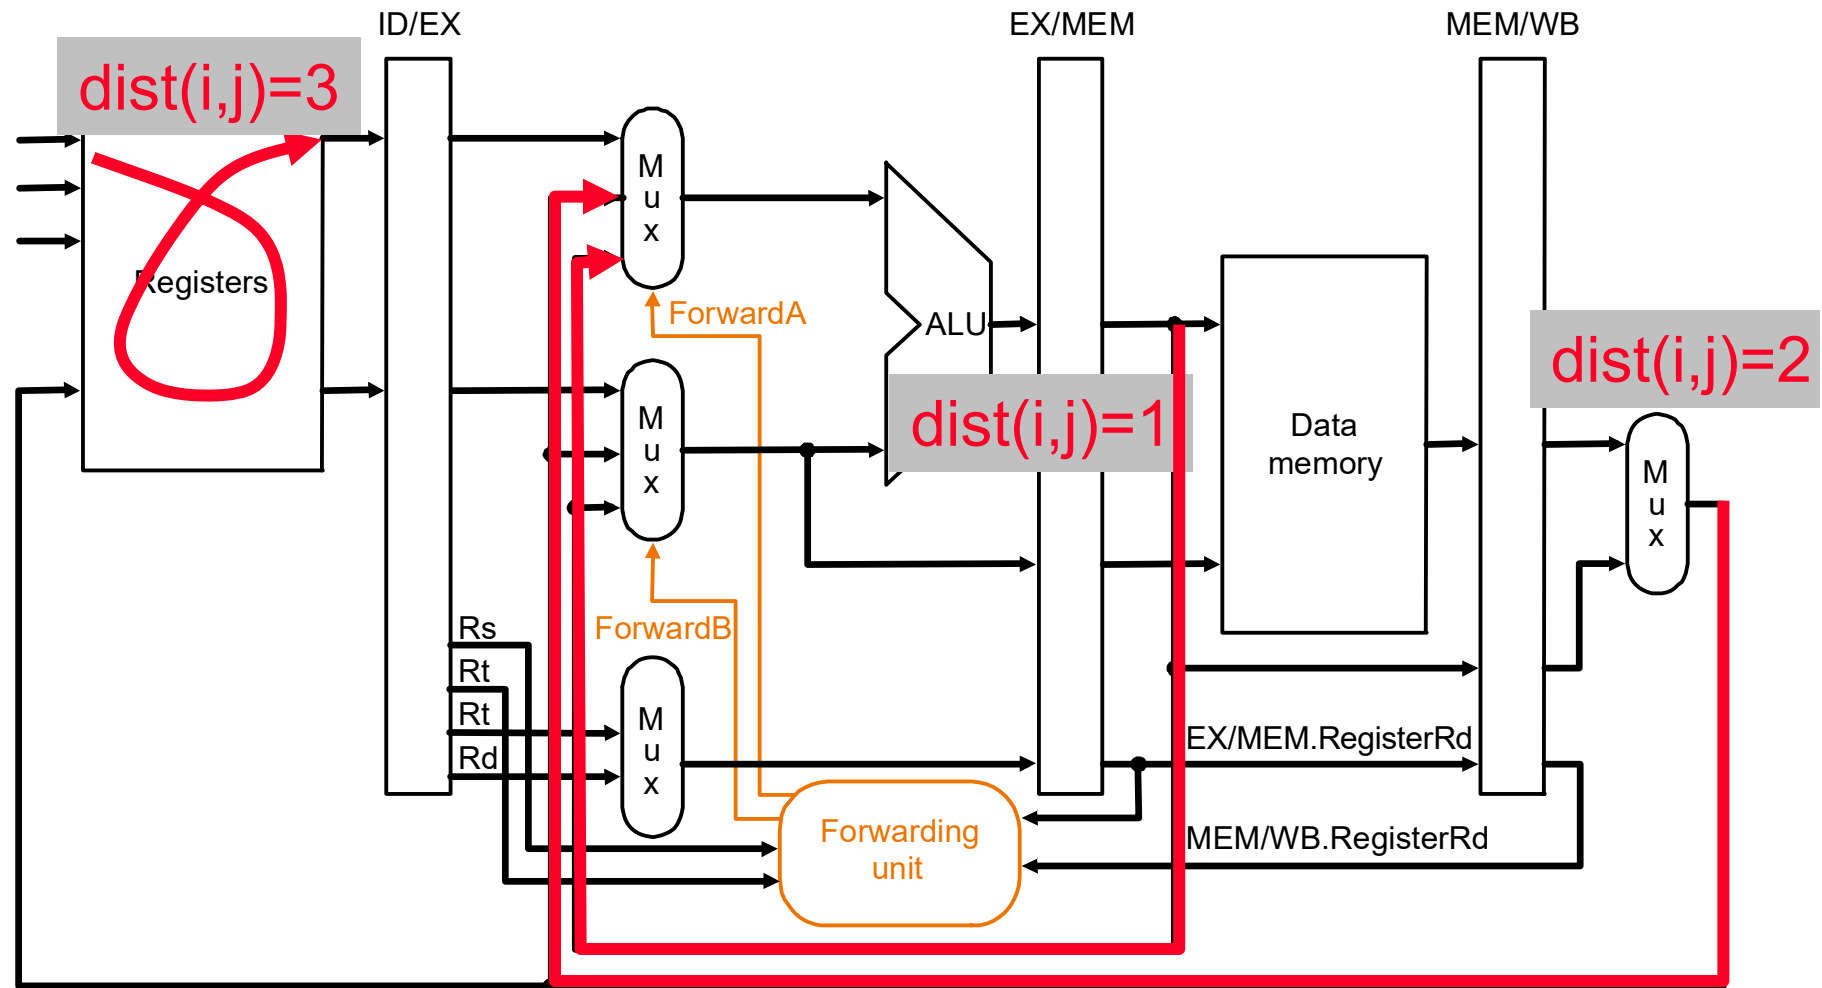 ID/EX
EX/MEM
MEM/WB
dist(i,j)=3
M
u
x
Registers
ForwardA
ALU
dist(i,j)=2
dist(i,j)=1
M
u
x
Data
memory
M
u
x
Rs
ForwardB
Rt
Rt
Rd
M
u
x
EX/MEM.RegisterRd
Forwarding
unit
MEM/WB.RegisterRd